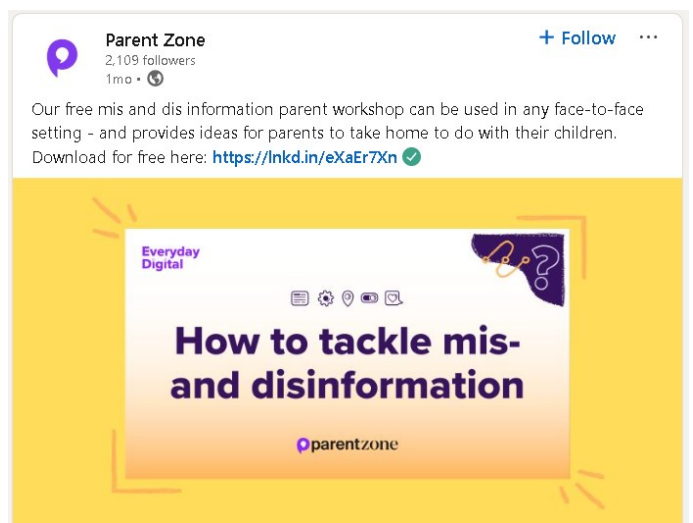 Parent Zone
+ Follow ...
2,109 followers
1mo •
Our free mis and dis information parent workshop can be used in any face-to-face
setting - and provides ideas for parents to take home to do with their children.
Download for free here: https://lnkd.in/eXaEr7Xn
Everyday
Digital
?
How to tackle mis-
and disinformation
parentzone